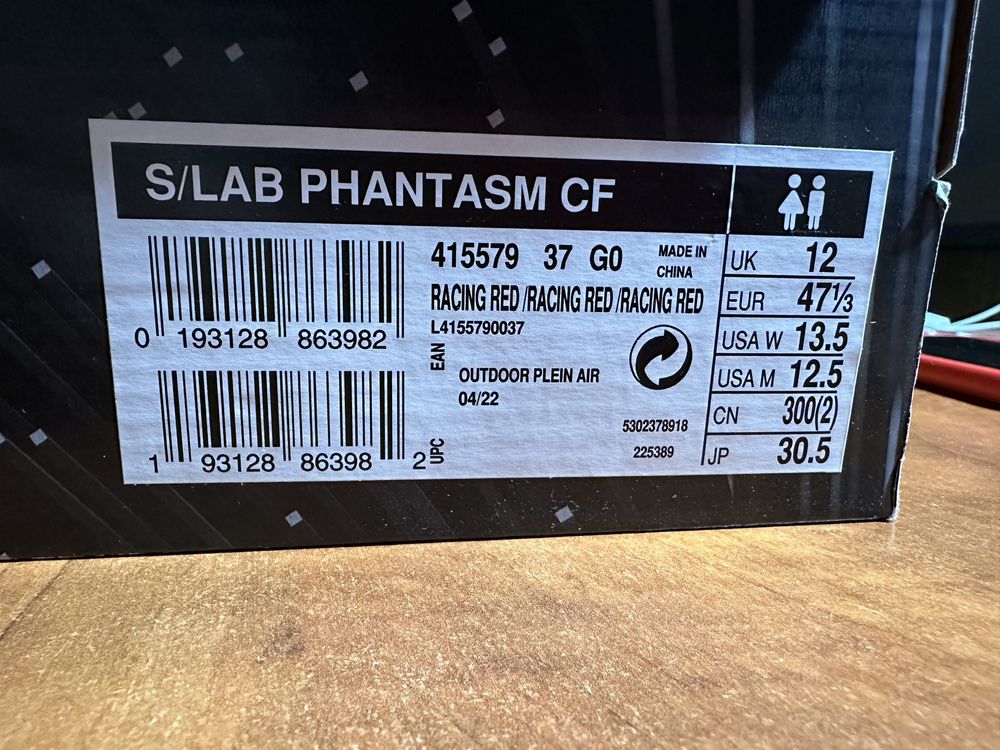 S/LAB PHANTASM CF
415579 37 G0
MADE IN
CHINA
RACING RED /RACING RED /RACING RED
L4155790037
0 193128 863982
EAN
OUTDOOR PLEIN AIR
04/22
1 93128 86398 2
UPC
5302378918
225389
UK 12
EUR 47⅓
USA W 13.5
USA M 12.5
CN 300(2)
JP 30.5